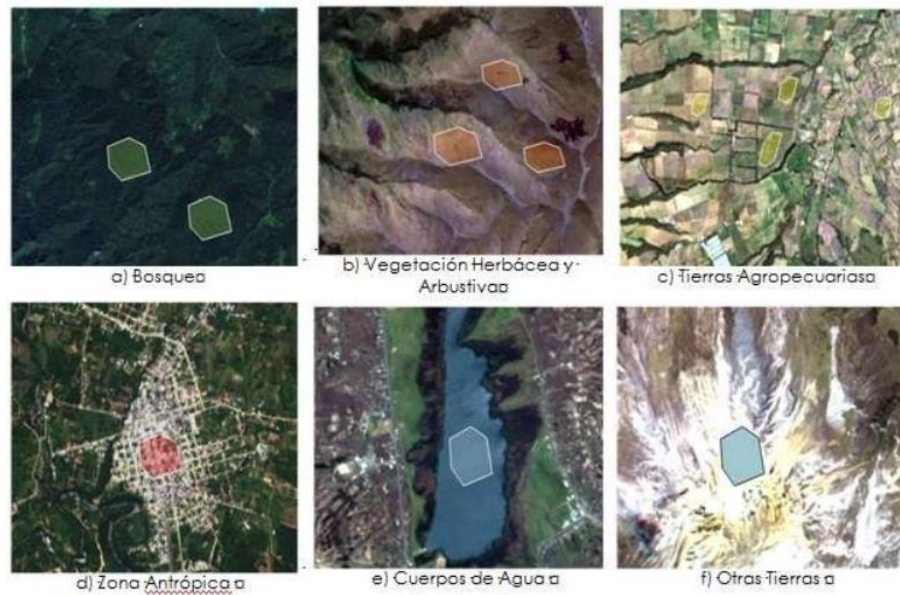 a) Bosque¤
b) Vegetación Herbácea y
Arbustiva¤
c) Tierras Agropecuarias¤
d) Zona Antrópica ¤
e) Cuerpos de Agua ¤
f) Otras Tierras ¤